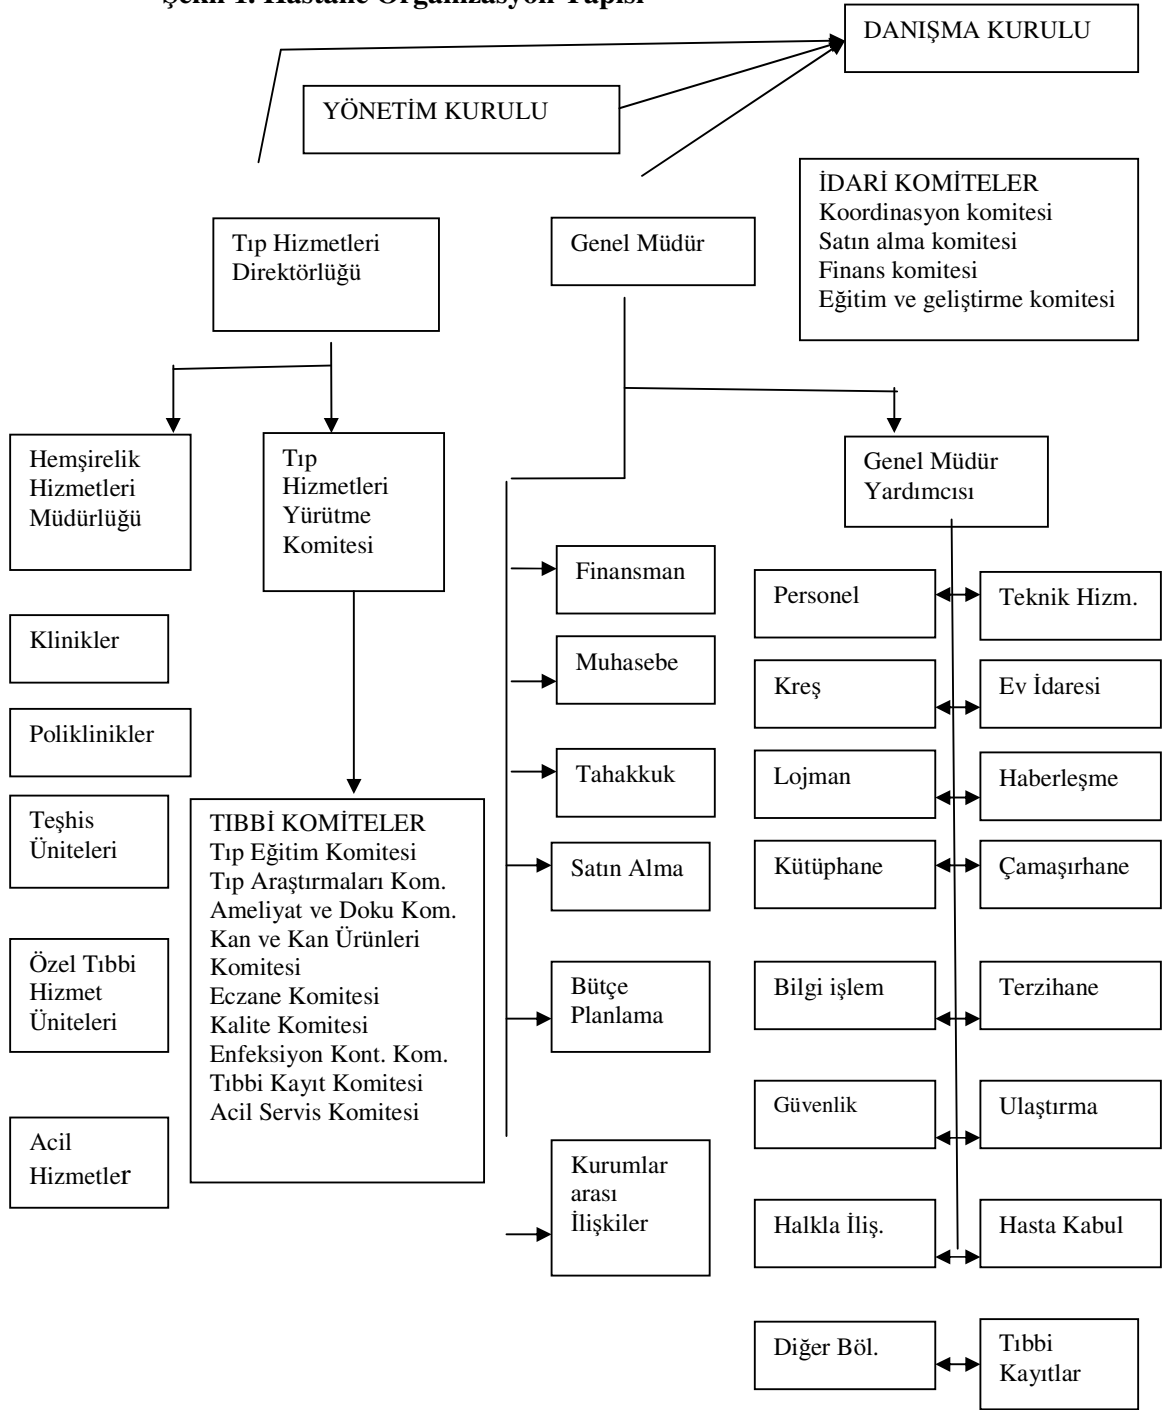 Şekil 1. Hastane Organizasyon Yapısı
DANIŞMA KURULU
YÖNETİM KURULU
İDARİ KOMİTELER
Koordinasyon komitesi
Satın alma komitesi
Finans komitesi
Eğitim ve geliştirme komitesi
Tıp Hizmetleri
Direktörlüğü
Genel Müdür
Hemşirelik
Hizmetleri
Müdürlüğü
Tıp
Hizmetleri
Yürütme
Komitesi
Genel Müdür
Yardımcısı
Klinikler
Poliklinikler
Teşhis
Üniteleri
Özel Tıbbi
Hizmet
Üniteleri
Acil
Hizmetler
TIBBİ KOMİTELER
Tıp Eğitim Komitesi
Tıp Araştırmaları Kom.
Ameliyat ve Doku Kom.
Kan ve Kan Ürünleri
Komitesi
Eczane Komitesi
Kalite Komitesi
Enfeksiyon Kont. Kom.
Tıbbi Kayıt Komitesi
Acil Servis Komitesi
Finansman
Muhasebe
Tahakkuk
Satın Alma
Bütçe
Planlama
Kurumlar
arası
İlişkiler
Personel
Teknik Hizm.
Kreş
Ev İdaresi
Lojman
Haberleşme
Kütüphane
Çamaşırhane
Bilgi işlem
Terzihane
Güvenlik
Ulaştırma
Halkla İliş.
Hasta Kabul
Diğer Böl.
Tıbbi
Kayıtlar